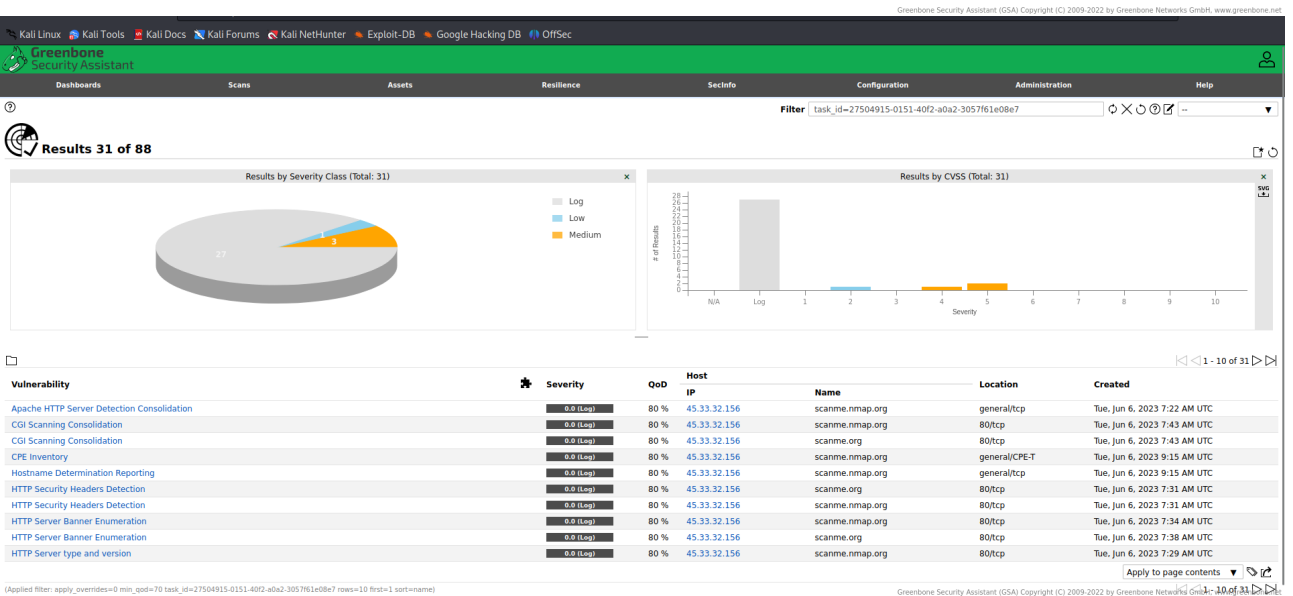 Greenbone Security Assistant (GSA) Copyright (C) 2009-2022 by Greenbone Networks GmbH, www.greenbone.net
Kali Linux Kali Tools Kali Docs Kali Forums Kali NetHunter Exploit-DB Google Hacking DB OffSec
Greenbone
Security Assistant
Dashboards Scans Assets Resilience SecInfo Configuration Administration Help
Filter task_id=27504915-0151-40f2-a0a2-3057f61e08e7 --
Results 31 of 88
Results by Severity Class (Total: 31) × Results by CVSS (Total: 31) ×
SVG
Log
Low
Medium
27
1
3
# of Results
28
26
24
22
20
18
16
14
12
10
8
6
4
2
0
N/A Log 1 2 3 4 5 6 7 8 9 10
Severity
1 - 10 of 31
Vulnerability Severity QoD Host Location Created
IP Name
Apache HTTP Server Detection Consolidation 0.0 (Log) 80 % 45.33.32.156 scanme.nmap.org general/tcp Tue, Jun 6, 2023 7:22 AM UTC
CGI Scanning Consolidation 0.0 (Log) 80 % 45.33.32.156 scanme.nmap.org 80/tcp Tue, Jun 6, 2023 7:43 AM UTC
CGI Scanning Consolidation 0.0 (Log) 80 % 45.33.32.156 scanme.org 80/tcp Tue, Jun 6, 2023 7:43 AM UTC
CPE Inventory 0.0 (Log) 80 % 45.33.32.156 scanme.nmap.org general/CPE-T Tue, Jun 6, 2023 9:15 AM UTC
Hostname Determination Reporting 0.0 (Log) 80 % 45.33.32.156 scanme.nmap.org general/tcp Tue, Jun 6, 2023 9:15 AM UTC
HTTP Security Headers Detection 0.0 (Log) 80 % 45.33.32.156 scanme.org 80/tcp Tue, Jun 6, 2023 7:31 AM UTC
HTTP Security Headers Detection 0.0 (Log) 80 % 45.33.32.156 scanme.nmap.org 80/tcp Tue, Jun 6, 2023 7:31 AM UTC
HTTP Server Banner Enumeration 0.0 (Log) 80 % 45.33.32.156 scanme.nmap.org 80/tcp Tue, Jun 6, 2023 7:34 AM UTC
HTTP Server Banner Enumeration 0.0 (Log) 80 % 45.33.32.156 scanme.org 80/tcp Tue, Jun 6, 2023 7:38 AM UTC
HTTP Server type and version 0.0 (Log) 80 % 45.33.32.156 scanme.nmap.org 80/tcp Tue, Jun 6, 2023 7:29 AM UTC
Apply to page contents
(Applied filter: apply_overrides=0 min_qod=70 task_id=27504915-0151-40f2-a0a2-3057f61e08e7 rows=10 first=1 sort=name) 1 - 10 of 31
Greenbone Security Assistant (GSA) Copyright (C) 2009-2022 by Greenbone Networks GmbH, www.greenbone.net